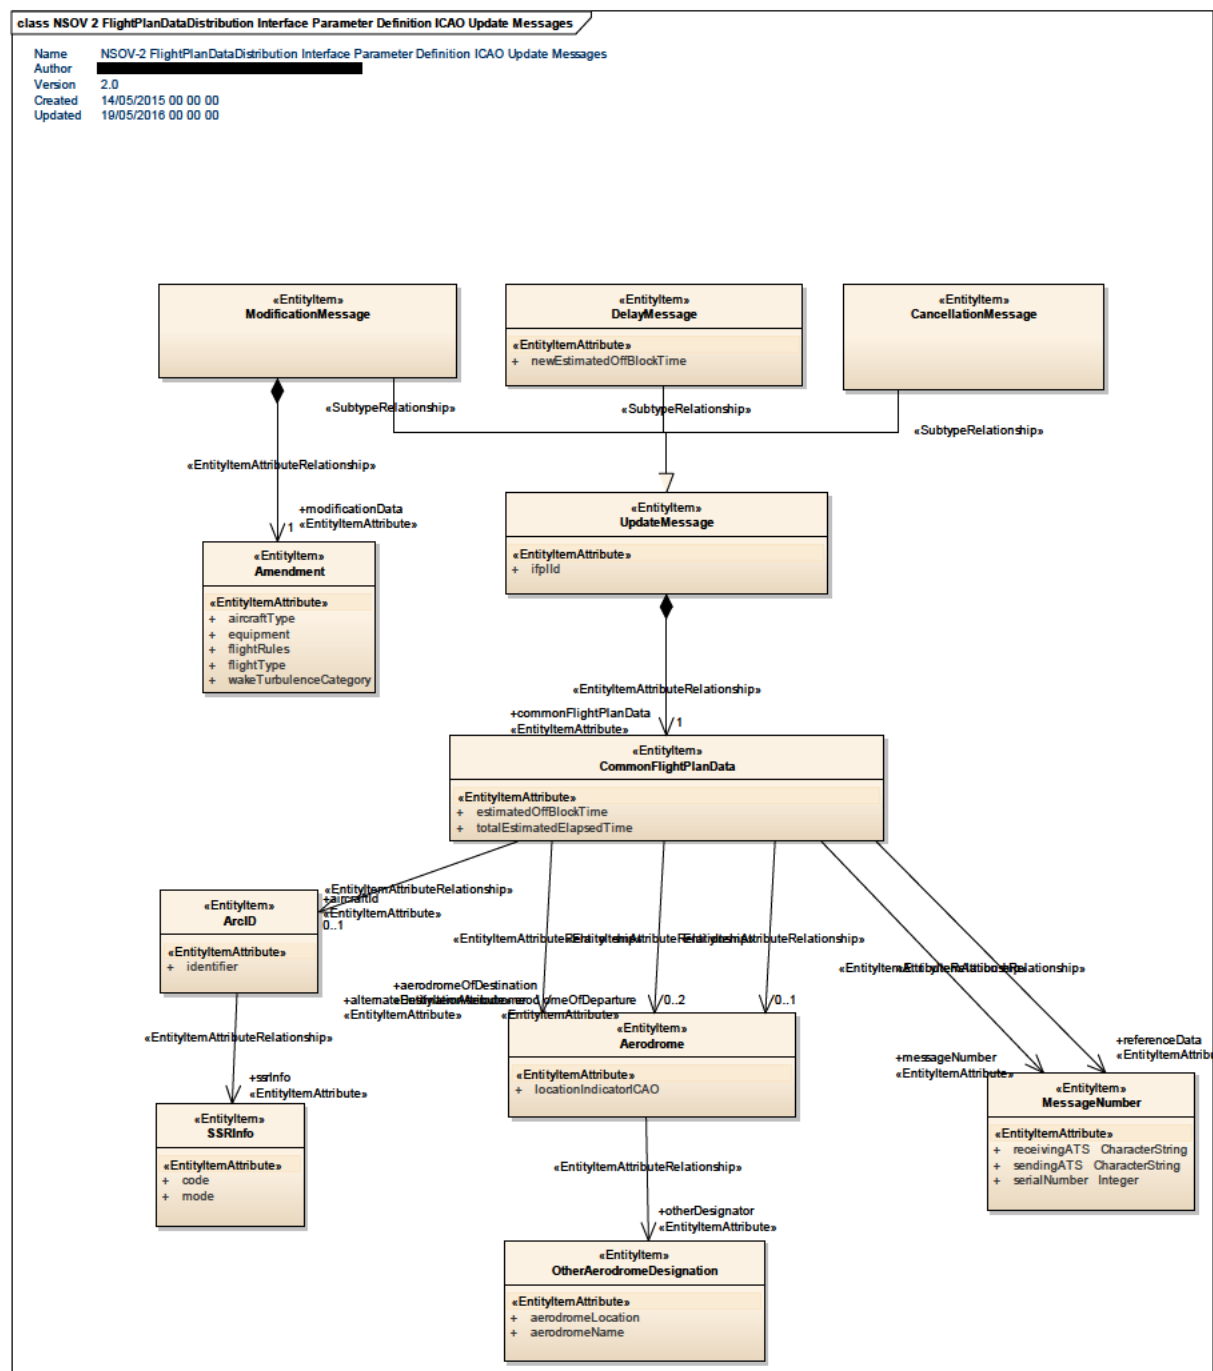 class NSOV 2 FlightPlanDataDistribution Interface Parameter Definition ICAO Update Messages
Name NSOV-2 FlightPlanDataDistribution Interface Parameter Definition ICAO Update Messages
Author
Version 2.0
Created 14/05/2015 00 00 00
Updated 19/05/2016 00 00 00
«EntityItem»
ModificationMessage
«EntityItem»
DelayMessage
«EntityItemAttribute»
+ newEstimatedOffBlockTime
«EntityItem»
CancellationMessage
«SubtypeRelationship»
«SubtypeRelationship»
«SubtypeRelationship»
«EntityItemAttributeRelationship»
+modificationData
1 «EntityItemAttribute»
«EntityItem»
UpdateMessage
«EntityItemAttribute»
+ ifplId
«EntityItem»
Amendment
«EntityItemAttribute»
+ aircraftType
+ equipment
+ flightRules
+ flightType
+ wakeTurbulenceCategory
«EntityItemAttributeRelationship»
+commonFlightPlanData
«EntityItemAttribute»
1
«EntityItem»
CommonFlightPlanData
«EntityItemAttribute»
+ estimatedOffBlockTime
+ totalEstimatedElapsedTime
«EntityItemAttributeRelationship»
+aircraftId
«EntityItemAttribute»
0..1
«EntityItem»
ArcID
«EntityItemAttribute»
+ identifier
«EntityItemAttributeRelationship»
+aerodromeOfDestination
+aerodromeOfDeparture
«EntityItemAttribute»
«EntityItemAttribute»
0..2
0..1
«EntityItem»
Aerodrome
«EntityItemAttribute»
+ locationIndicatorICAO
«EntityItemAttributeRelationship»
+ssrInfo
«EntityItemAttribute»
«EntityItem»
SSRInfo
«EntityItemAttribute»
+ code
+ mode
+messageNumber
«EntityItemAttribute»
+referenceData
«EntityItemAttribu
«EntityItem»
MessageNumber
«EntityItemAttribute»
+ receivingATS CharacterString
+ sendingATS CharacterString
+ serialNumber Integer
«EntityItemAttributeRelationship»
+otherDesignator
«EntityItemAttribute»
«EntityItem»
OtherAerodromeDesignation
«EntityItemAttribute»
+ aerodromeLocation
+ aerodromeName